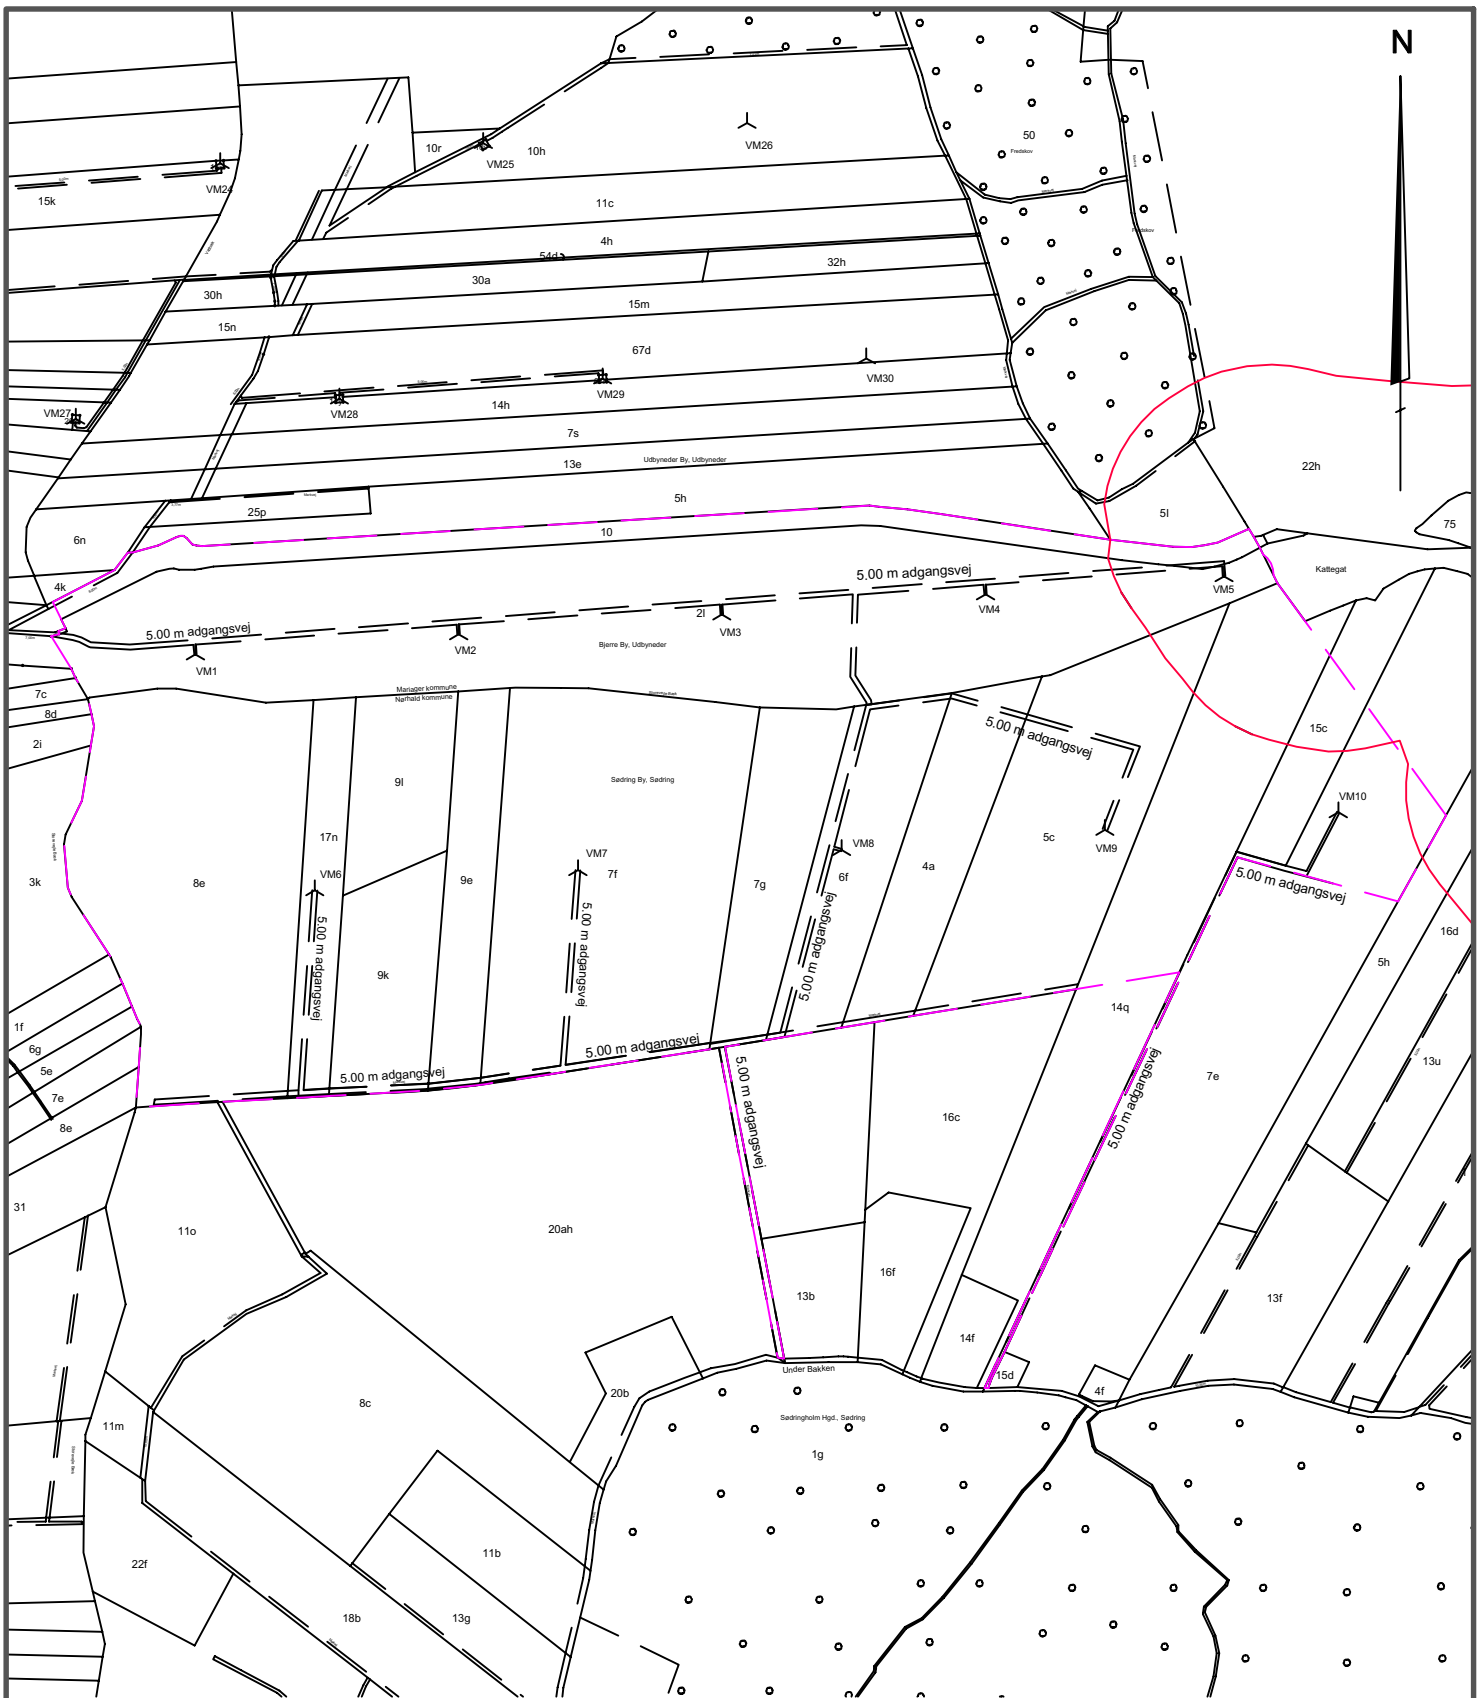 N
50
Fredskov
10r
10h
VM25
VM26
VM24
15k
11c
Fredskov
4h
54d
32h
30a
30h
15m
15n
67d
VM30
VM29
VM28
14h
VM27
7s
Udbyneder By, Udbyneder
13e
22h
5h
25p
5l
75
10
6n
Kattegat
5.00 m adgangsvej
4k
VM5
VM4
2l
VM3
5.00 m adgangsvej
VM2
Bjerre By, Udbyneder
VM1
Mariager kommune
Nørhald kommune
7c
8d
2i
15c
5.00 m adgangsvej
9l
Sødring By, Sødring
VM10
17n
5c
VM8
VM9
VM7
7f
4a
6f
VM6
3k
8e
9e
7g
5.00 m adgangsvej
16d
5.00 m adgangsvej
5.00 m adgangsvej
5.00 m adgangsvej
9k
5h
14q
1f
6g
5.00 m adgangsvej
5e
5.00 m adgangsvej
13u
7e
7e
5.00 m adgangsvej
5.00 m adgangsvej
8e
16c
31
11o
20ah
16f
13b
13f
14f
Under Bakken
15d
4f
20b
8c
Sødringholm Hgd., Sødring
11m
1g
11b
22f
18b
13g